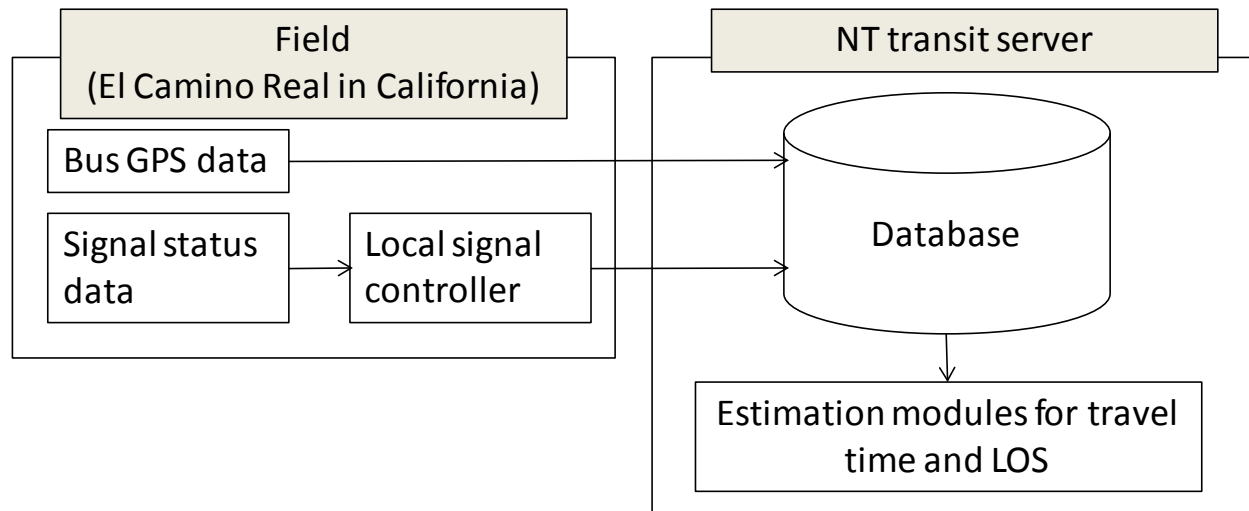 Field
(El Camino Real in California)
NT transit server
Bus GPS data
Signal status
data
Local signal
controller
Database
Estimation modules for travel
time and LOS